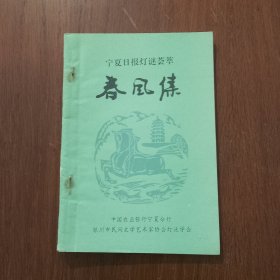 宁夏日报灯谜荟萃
春风集
中国农业银行宁夏分行
银川市民间文学艺术家协会灯谜学会